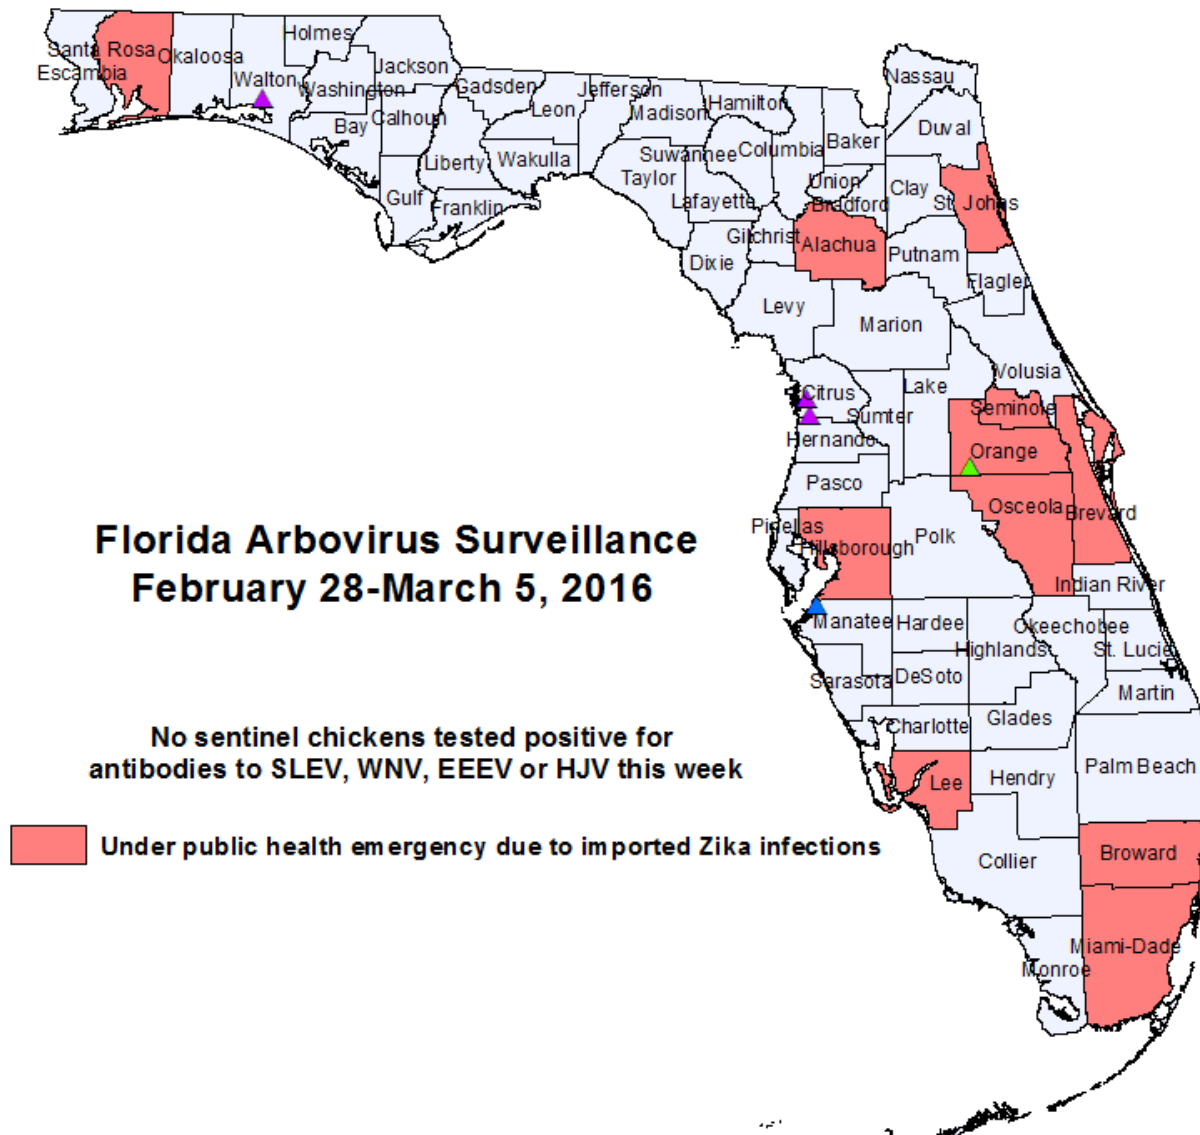 Holmes
Nassau
Santa Rosa
Okaloosa
Jackson
Escambia
Walton
Washington
Gadsden
Jefferson
Hamilton
Leon
Madison
Calhoun
Bay
Duval
Baker
Columbia
Suwannee
Liberty
Wakulla
Taylor
Union
Clay
Gulf
Franklin
Lafayette
Bradford
St. Johns
Gilchrist
Alachua
Putnam
Dixie
Flagler
Levy
Marion
Volusia
Citrus
Lake
Sumter
Seminole
Hernando
Orange
Pasco
Osceola
Brevard
Pinellas
Hillsborough
Polk
Florida Arbovirus Surveillance
February 28-March 5, 2016
Indian River
Manatee
Hardee
Okeechobee
Highlands
St. Lucie
Sarasota
DeSoto
Martin
Charlotte
Glades
No sentinel chickens tested positive for
antibodies to SLEV, WNV, EEEV or HJV this week
Palm Beach
Lee
Hendry
Under public health emergency due to imported Zika infections
Broward
Collier
Miami-Dade
Monroe